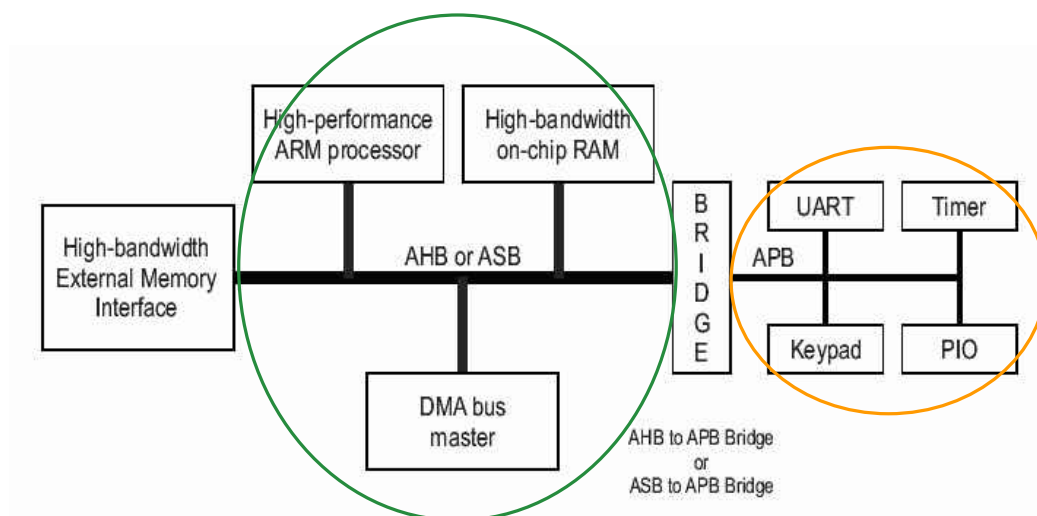 High-performance
ARM processor
High-bandwidth
on-chip RAM
High-bandwidth
External Memory
Interface
AHB or ASB
DMA bus
master
B
R
I
D
G
E
APB
UART
Timer
Keypad
PIO
AHB to APB Bridge
or
ASB to APB Bridge